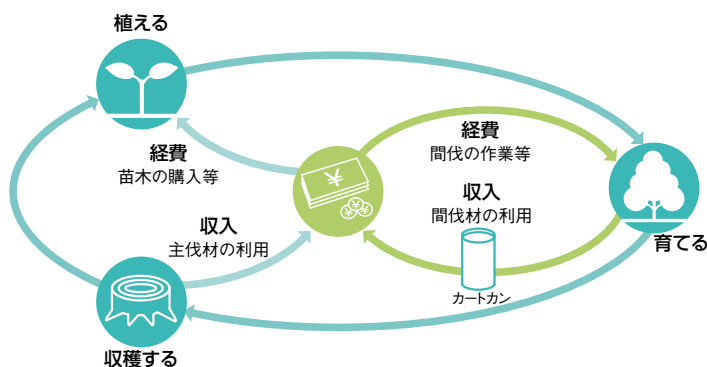 植える
経費
苗木の購入等
経費
間伐の作業等
¥
収入
間伐材の利用
収入
主伐材の利用
育てる
カートカン
収穫する